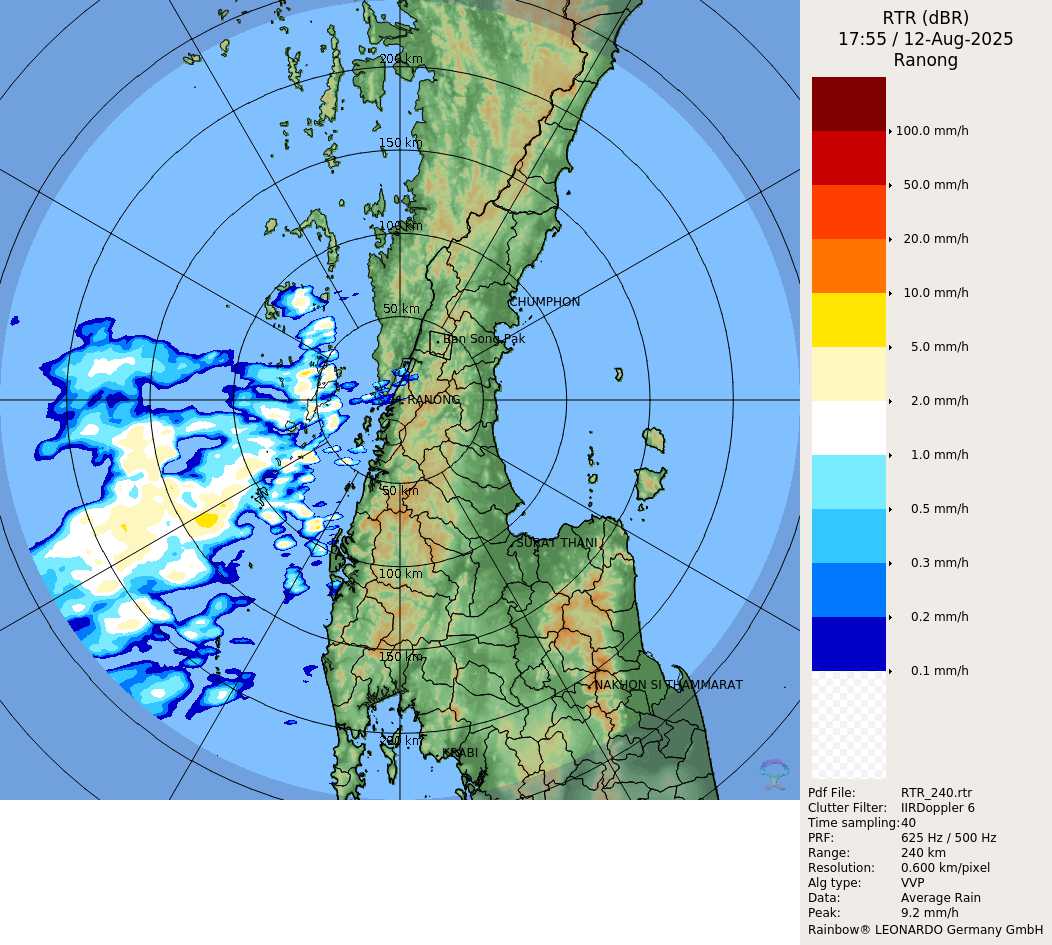 RTR (dBR)
17:55 / 12-Aug-2025
Ranong
200 km
150 km
100 km
50 km
CHUMPHON
Ban Song Pak
RANONG
50 km
SURAT THANI
100 km
150 km
NAKHON SI THAMMARAT
200 km
KRABI
100.0 mm/h
50.0 mm/h
20.0 mm/h
10.0 mm/h
5.0 mm/h
2.0 mm/h
1.0 mm/h
0.5 mm/h
0.3 mm/h
0.2 mm/h
0.1 mm/h
Pdf File: RTR_240.rtr
Clutter Filter: IIRDoppler 6
Time sampling:40
PRF: 625 Hz / 500 Hz
Range: 240 km
Resolution: 0.600 km/pixel
Alg type: VVP
Data: Average Rain
Peak: 9.2 mm/h
Rainbow® LEONARDO Germany GmbH